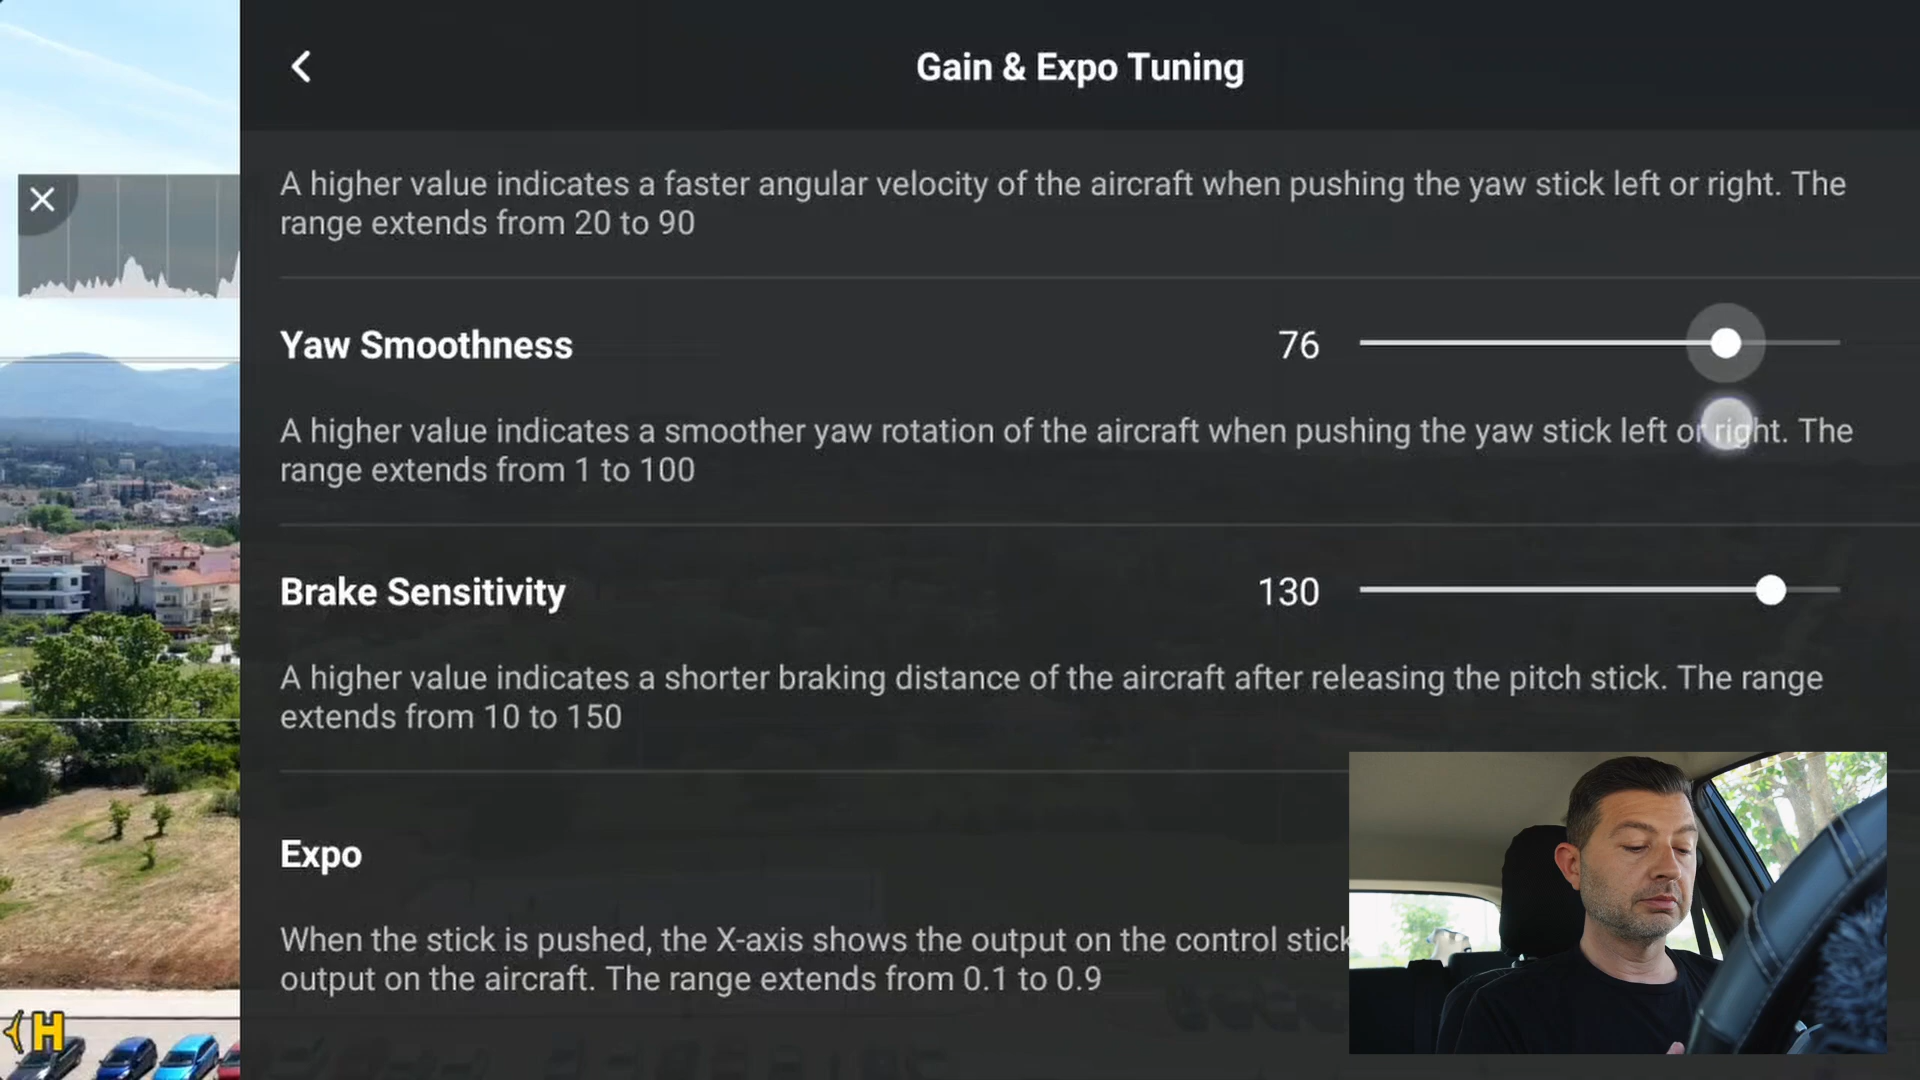 Gain & Expo Tuning
A higher value indicates a faster angular velocity of the aircraft when pushing the yaw stick left or right. The
range extends from 20 to 90
Yaw Smoothness
76
A higher value indicates a smoother yaw rotation of the aircraft when pushing the yaw stick left or right. The
range extends from 1 to 100
Brake Sensitivity
130
A higher value indicates a shorter braking distance of the aircraft after releasing the pitch stick. The range
extends from 10 to 150
Expo
When the stick is pushed, the X-axis shows the output on the control stick
output on the aircraft. The range extends from 0.1 to 0.9
H